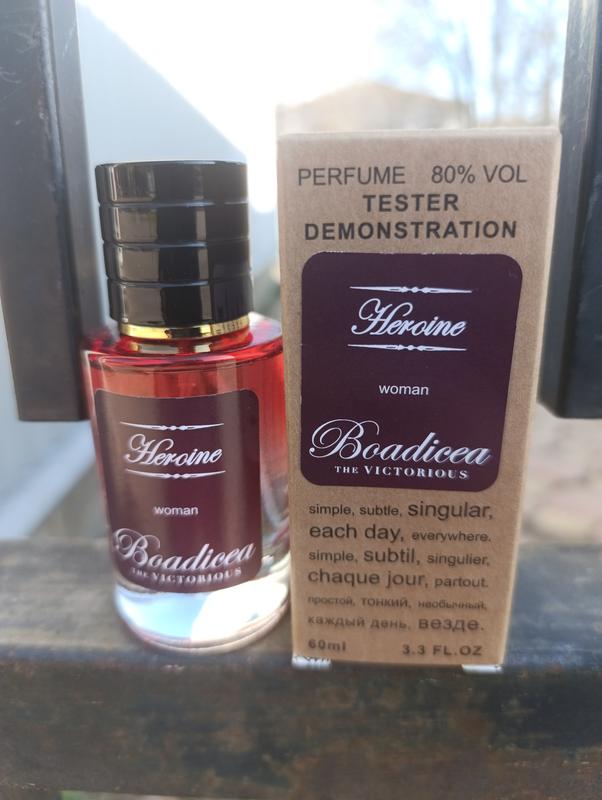 Heroine
woman
Boadicea
THE VICTORIOUS
PERFUME 80% VOL
TESTER
DEMONSTRATION
Heroine
woman
Boadicea
THE VICTORIOUS
simple, subtle, singular,
each day, everywhere.
simple, subtil, singulier,
chaque jour, partout.
простой, тонкий, необычный,
каждый день, везде.
60ml 3.3 FL.OZ